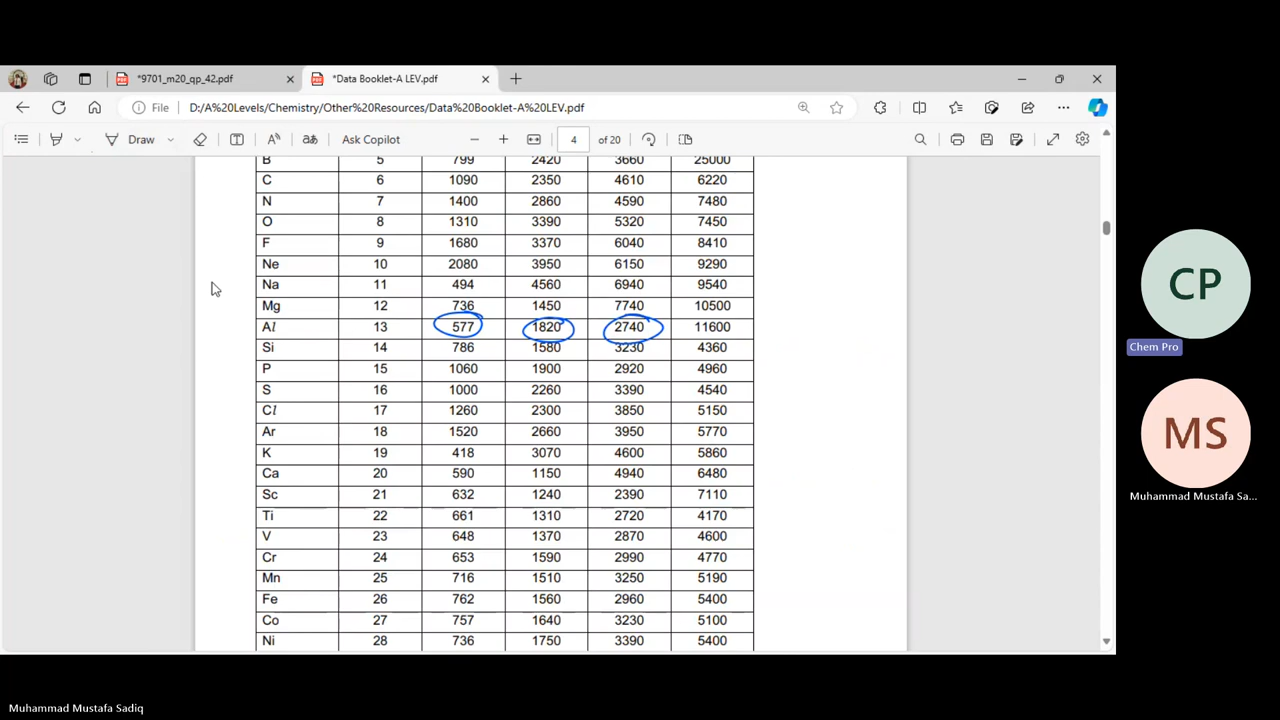 *9701_m20_qp_42.pdf *Data Booklet-A LEV.pdf
File D:/A%20Levels/Chemistry/Other%20Resources/Data%20Booklet-A%20LEV.pdf
Draw Ask Copilot 4 of 20
B 5 799 2420 3660 25000
C 6 1090 2350 4610 6220
N 7 1400 2860 4590 7480
O 8 1310 3390 5320 7450
F 9 1680 3370 6040 8410
Ne 10 2080 3950 6150 9290
Na 11 494 4560 6940 9540
Mg 12 736 1450 7740 10500
Al 13 577 1820 2740 11600
Si 14 786 1580 3230 4360
P 15 1060 1900 2920 4960
S 16 1000 2260 3390 4540
Cl 17 1260 2300 3850 5150
Ar 18 1520 2660 3950 5770
K 19 418 3070 4600 5860
Ca 20 590 1150 4940 6480
Sc 21 632 1240 2390 7110
Ti 22 661 1310 2720 4170
V 23 648 1370 2870 4600
Cr 24 653 1590 2990 4770
Mn 25 716 1510 3250 5190
Fe 26 762 1560 2960 5400
Co 27 757 1640 3230 5100
Ni 28 736 1750 3390 5400
CP
Chem Pro
MS
Muhammad Mustafa Sa...
Muhammad Mustafa Sadiq